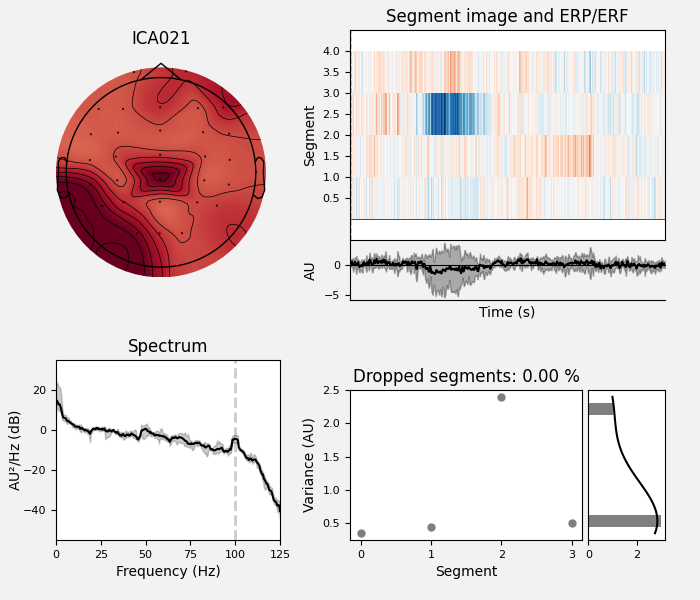 ICA021
Segment image and ERP/ERF
Segment
4.0
3.5
3.0
2.5
2.0
1.5
1.0
0.5
AU
0
−5
Time (s)
Spectrum
AU²/Hz (dB)
20
0
−20
−40
0 25 50 75 100 125
Frequency (Hz)
Dropped segments: 0.00 %
Variance (AU)
2.5
2.0
1.5
1.0
0.5
0 1 2 3
Segment
0 2